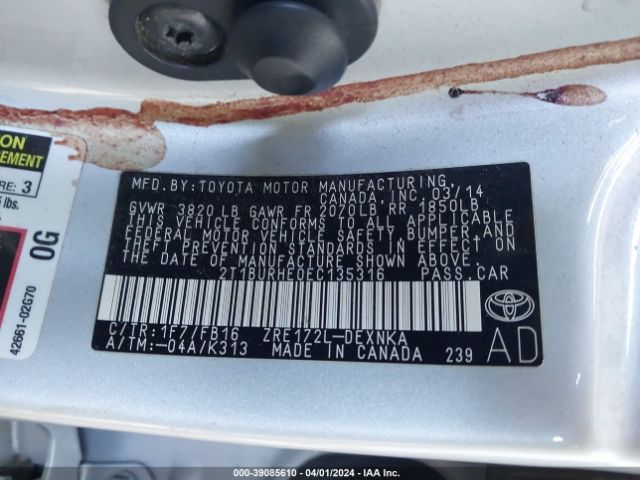 MFD. BY: TOYOTA MOTOR MANUFACTURING,
CANADA, INC. 03/14
GVWR 3820 LB GAWR FR 2070LB RR 1850LB
THIS VEHICLE CONFORMS TO ALL APPLICABLE
FEDERAL MOTOR VEHICLE SAFETY, BUMPER, AND
THEFT PREVENTION STANDARDS IN EFFECT ON
THE DATE OF MANUFACTURE SHOWN ABOVE.
2T1BURHE0EC135316 PASS. CAR
C/TR: 1F7/FB16 ZRE172L-DEXNKA
A/TM: -04A/K313 MADE IN CANADA 239
AD
RE: 3
lbs.
0G
42661-02G70
000-39085610 - 04/01/2024 - IAA Inc.